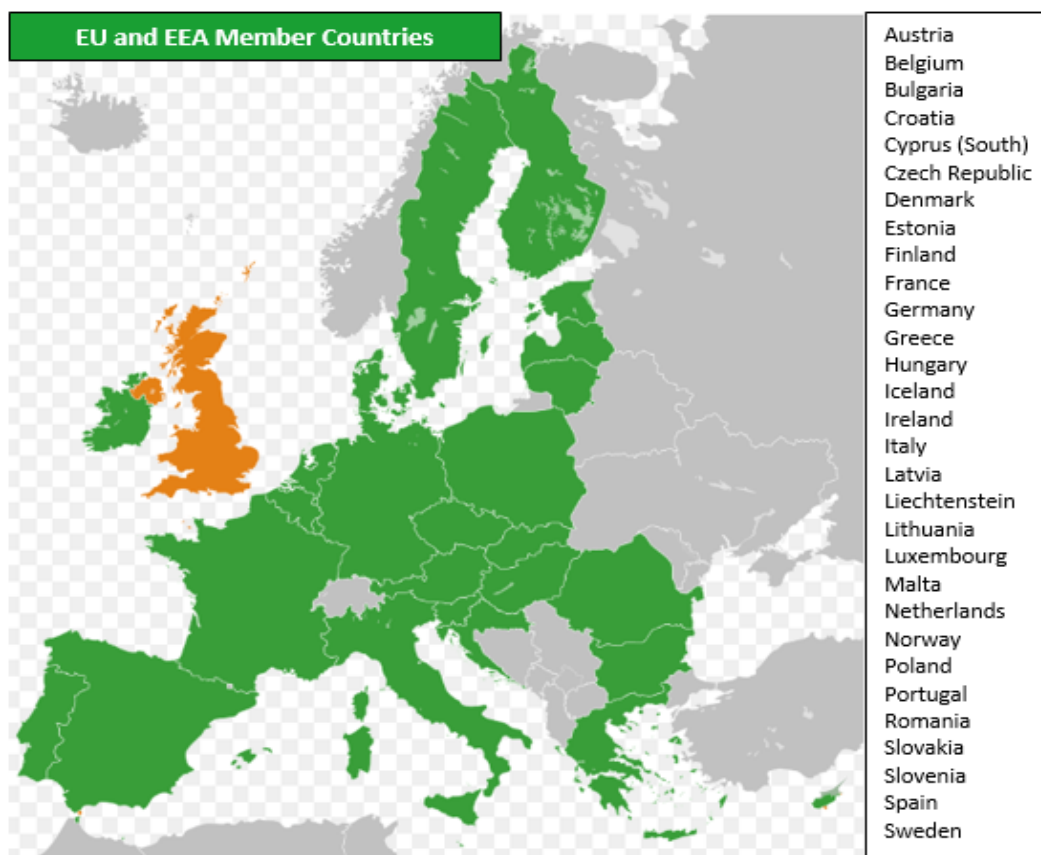 EU and EEA Member Countries
Austria
Belgium
Bulgaria
Croatia
Cyprus (South)
Czech Republic
Denmark
Estonia
Finland
France
Germany
Greece
Hungary
Iceland
Ireland
Italy
Latvia
Liechtenstein
Lithuania
Luxembourg
Malta
Netherlands
Norway
Poland
Portugal
Romania
Slovakia
Slovenia
Spain
Sweden